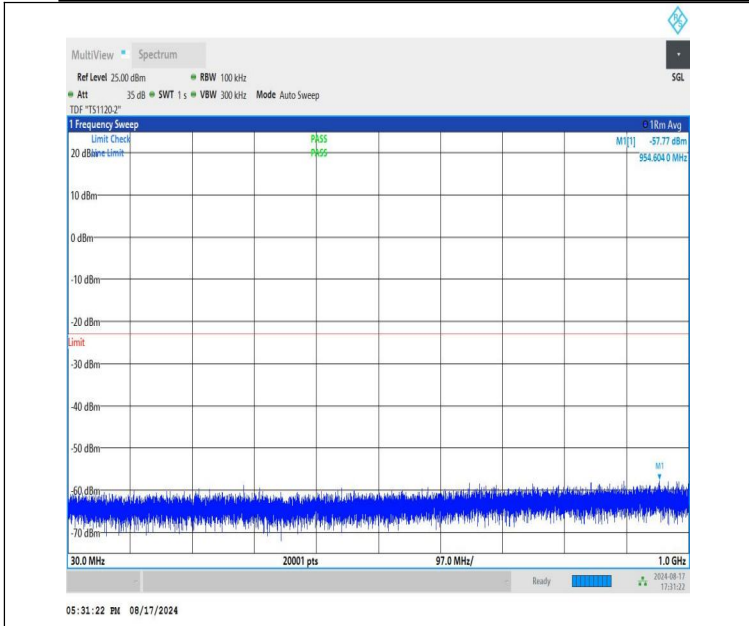 MultiView Spectrum
Ref Level 25.00 dBm RBW 100 kHz SGL
Att 35 dB SWT 1 s VBW 300 kHz Mode Auto Sweep
TDF "TS1120-2"
1 Frequency Sweep 1Rm Avg
Limit Check PASS M1[1] -57.77 dBm
20 dBm Line Limit PASS 954.604 0 MHz
10 dBm
0 dBm
-10 dBm
-20 dBm
Limit
-30 dBm
-40 dBm
-50 dBm
M1
-60 dBm
-70 dBm
30.0 MHz 20001 pts 97.0 MHz/ 1.0 GHz
Ready 2024-08-17
17:31:22
05:31:22 PM 08/17/2024